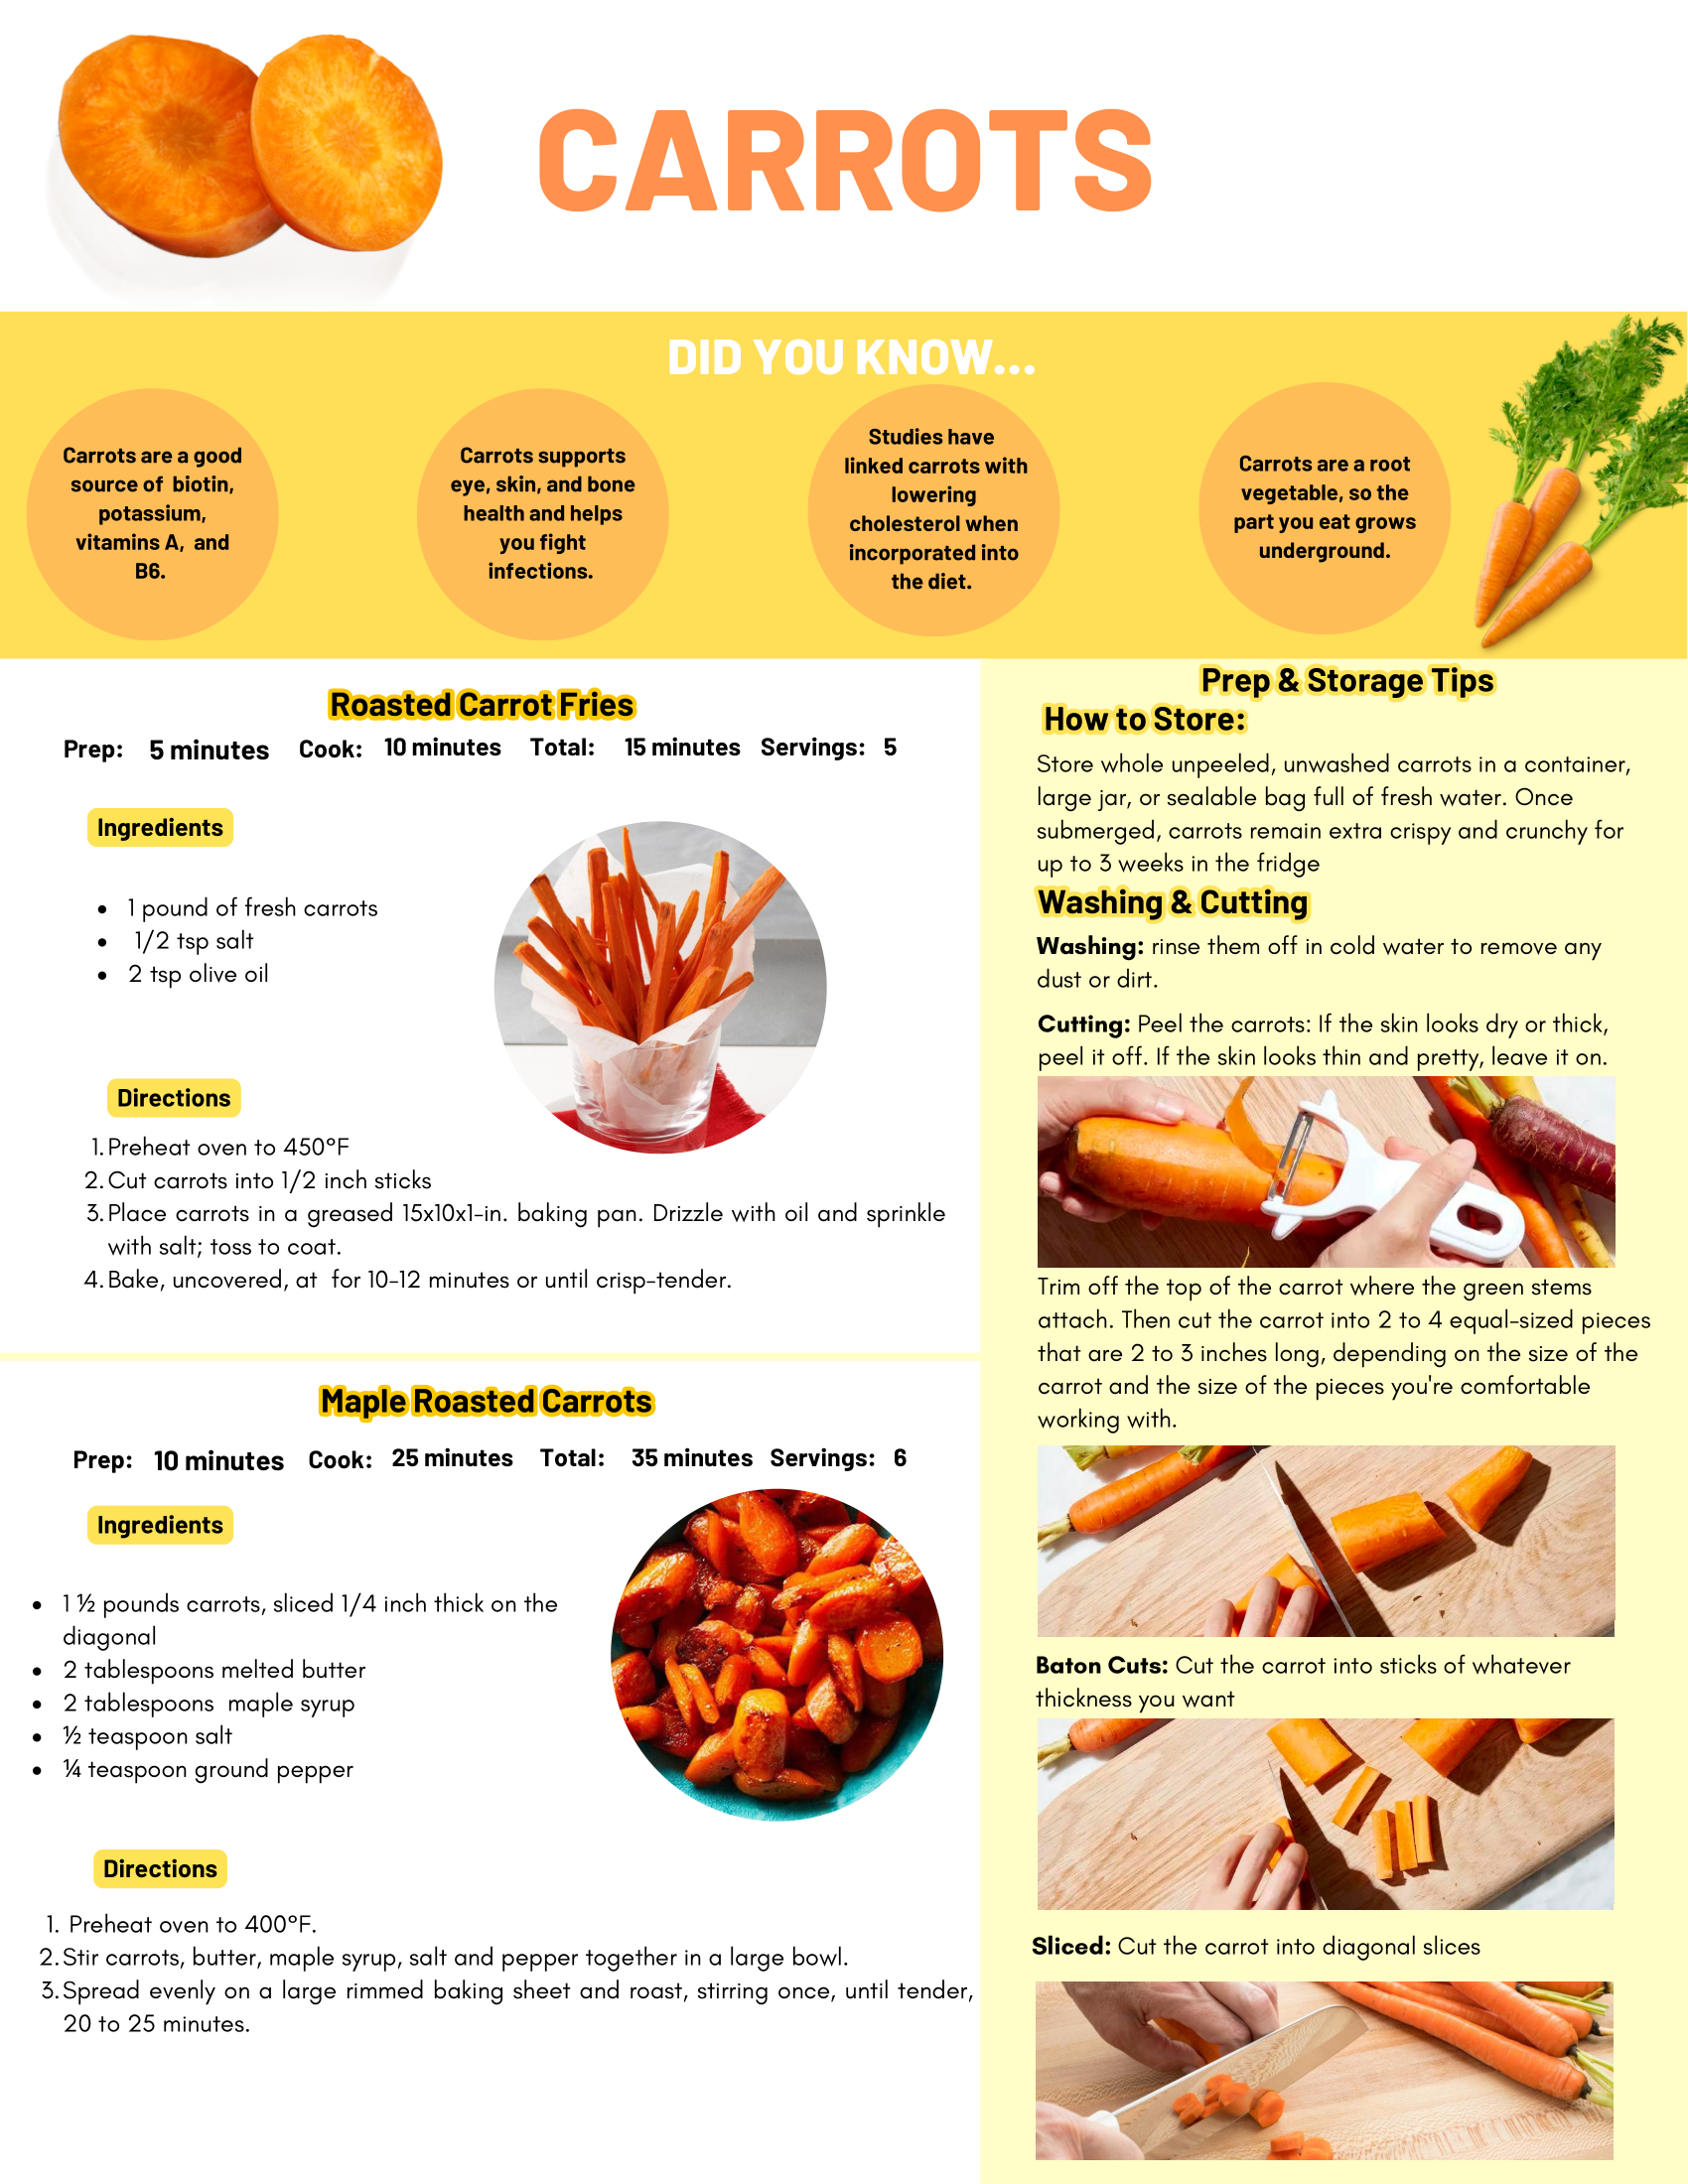 CARROTS
DID YOU KNOW...
Carrots are a good
source of biotin,
potassium,
vitamins A, and
B6.
Carrots supports
eye, skin, and bone
health and helps
you fight
infections.
Studies have
linked carrots with
lowering
cholesterol when
incorporated into
the diet.
Carrots are a root
vegetable, so the
part you eat grows
underground.
Roasted Carrot Fries
Prep: 5 minutes Cook: 10 minutes Total: 15 minutes Servings: 5
Ingredients
• 1 pound of fresh carrots
• 1/2 tsp salt
• 2 tsp olive oil
Directions
1. Preheat oven to 450°F
2. Cut carrots into 1/2 inch sticks
3. Place carrots in a greased 15x10x1-in. baking pan. Drizzle with oil and sprinkle
with salt; toss to coat.
4. Bake, uncovered, at for 10-12 minutes or until crisp-tender.
Maple Roasted Carrots
Prep: 10 minutes Cook: 25 minutes Total: 35 minutes Servings: 6
Ingredients
• 1 ½ pounds carrots, sliced 1/4 inch thick on the
diagonal
• 2 tablespoons melted butter
• 2 tablespoons maple syrup
• ½ teaspoon salt
• ¼ teaspoon ground pepper
Directions
1. Preheat oven to 400°F.
2. Stir carrots, butter, maple syrup, salt and pepper together in a large bowl.
3. Spread evenly on a large rimmed baking sheet and roast, stirring once, until tender,
20 to 25 minutes.
Prep & Storage Tips
How to Store:
Store whole unpeeled, unwashed carrots in a container,
large jar, or sealable bag full of fresh water. Once
submerged, carrots remain extra crispy and crunchy for
up to 3 weeks in the fridge
Washing & Cutting
Washing: rinse them off in cold water to remove any
dust or dirt.
Cutting: Peel the carrots: If the skin looks dry or thick,
peel it off. If the skin looks thin and pretty, leave it on.
Trim off the top of the carrot where the green stems
attach. Then cut the carrot into 2 to 4 equal-sized pieces
that are 2 to 3 inches long, depending on the size of the
carrot and the size of the pieces you're comfortable
working with.
Baton Cuts: Cut the carrot into sticks of whatever
thickness you want
Sliced: Cut the carrot into diagonal slices